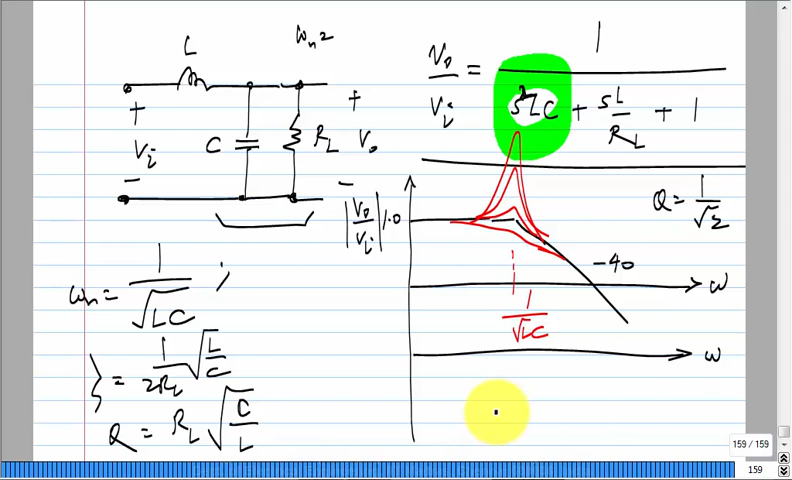 L
ωn²
+
Vi
−
C
RL
+
Vo
−
Vo/Vi = 1 / (s²LC + sL/RL + 1)
|Vo/Vi|
1.0
Q = 1/√2
−40
ω
1/√LC
ω
ωn = 1/√LC ;
ξ = 1/2RL √L/C
Q = RL √C/L
159 / 159
159